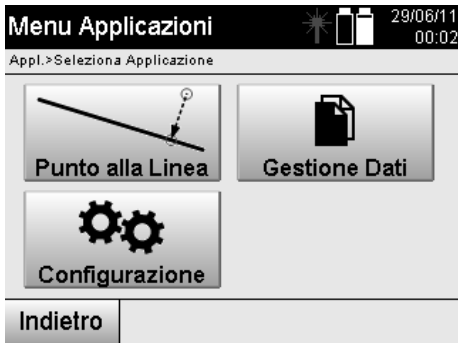 Menu Applicazioni
29/06/11
00:02
Appl.>Seleziona Applicazione
Punto alla Linea
Gestione Dati
Configurazione
Indietro